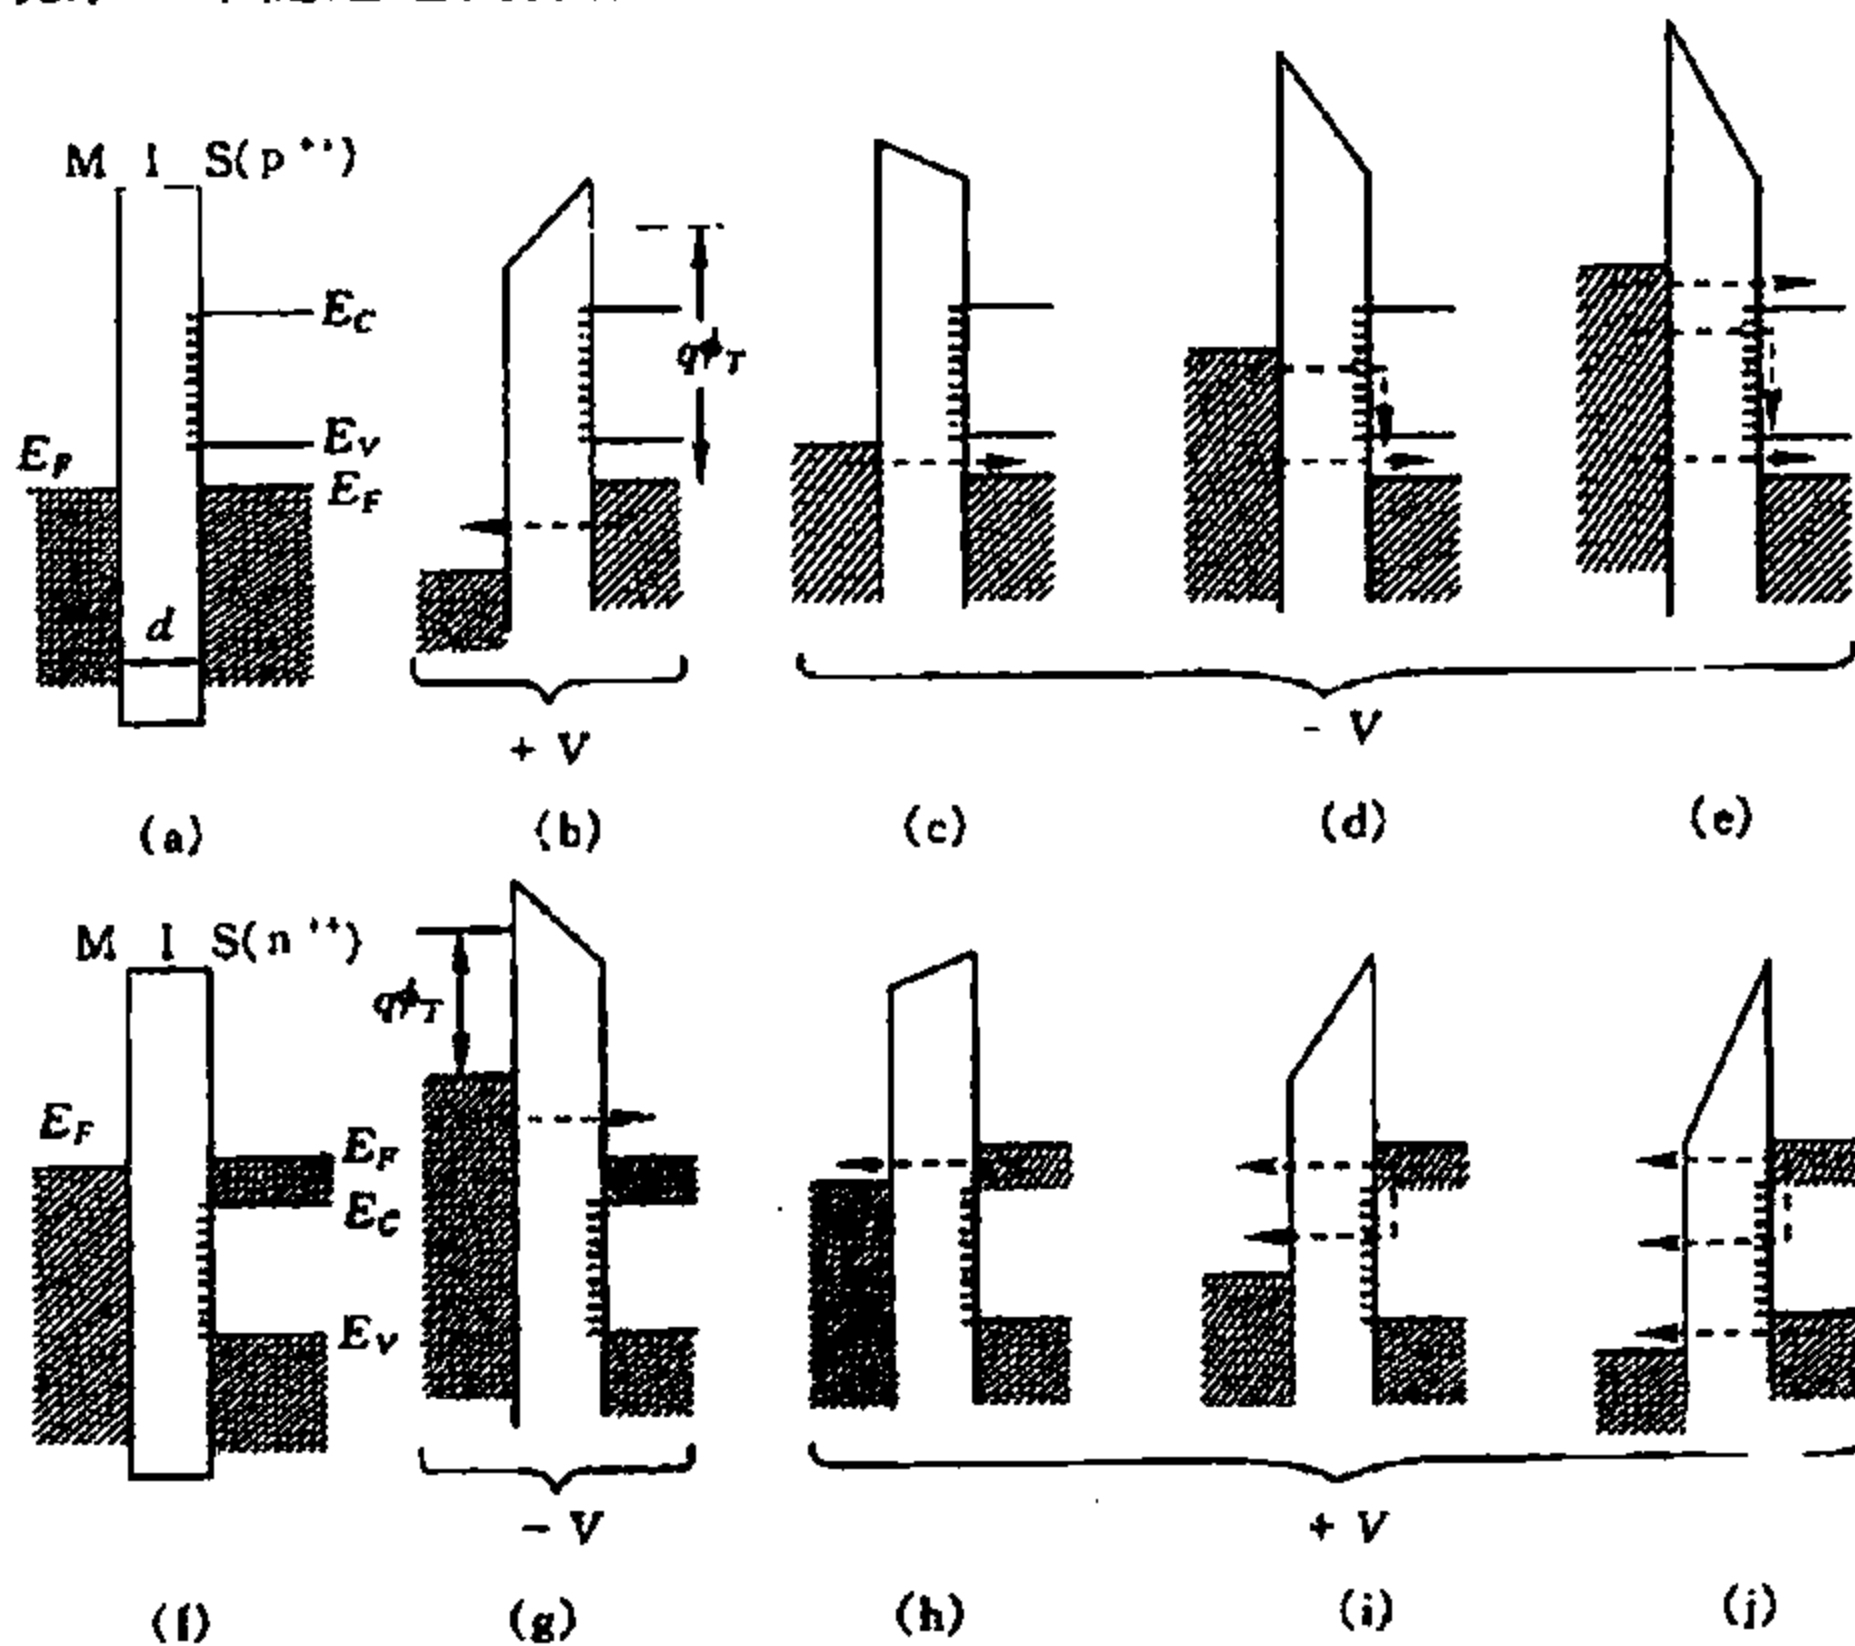 M I S(p⁺⁺)
E_C
E_V
E_F
E_F
d
qφ_T
+ V
- V
(a)
(b)
(c)
(d)
(e)
M I S(n⁺⁺)
qφ_T
E_F
E_F
E_C
E_V
- V
+ V
(f)
(g)
(h)
(i)
(j)